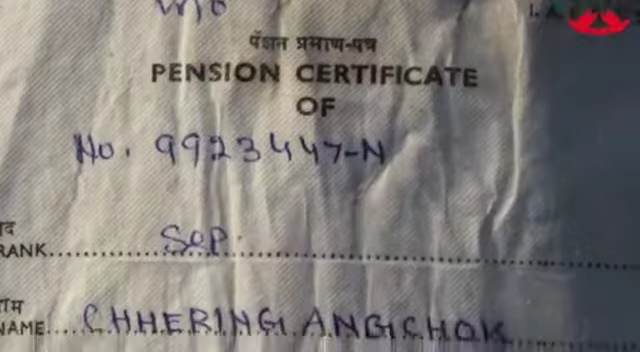 W/O
पेंशन प्रमाण-पत्र
PENSION CERTIFICATE
OF
No. 9923447-N
RANK.......... Sep.
NAME.... CHHERING ANGCHOK